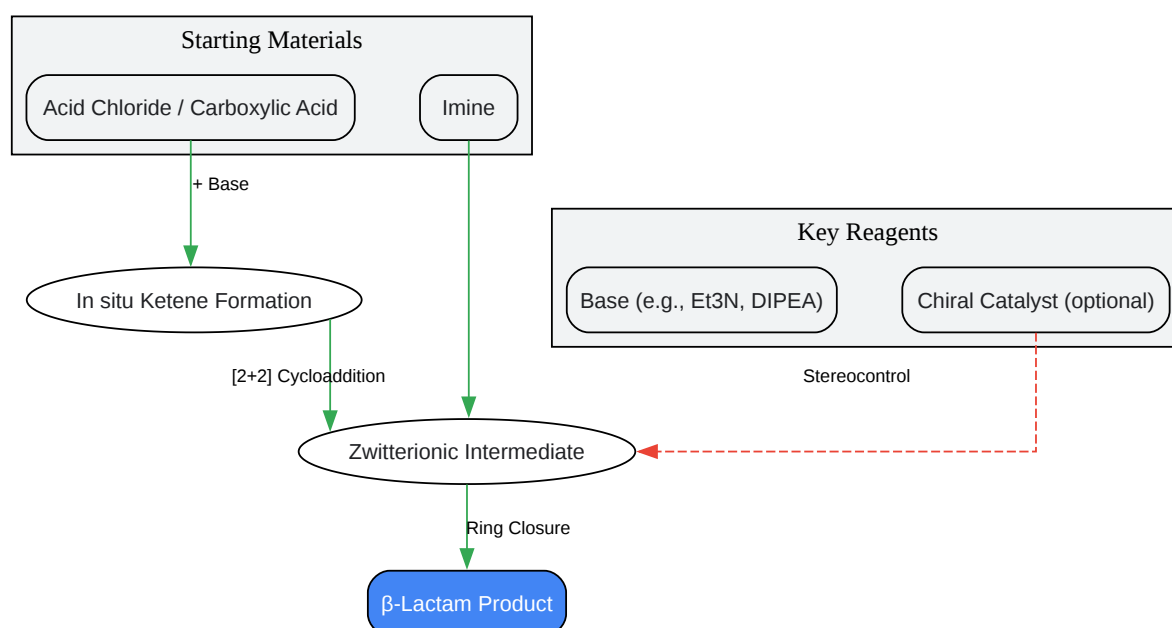 Starting Materials
Acid Chloride / Carboxylic Acid
Imine
+ Base
Key Reagents
In situ Ketene Formation
Base (e.g., Et3N, DIPEA)
Chiral Catalyst (optional)
[2+2] Cycloaddition
Stereocontrol
Zwitterionic Intermediate
Ring Closure
β-Lactam Product